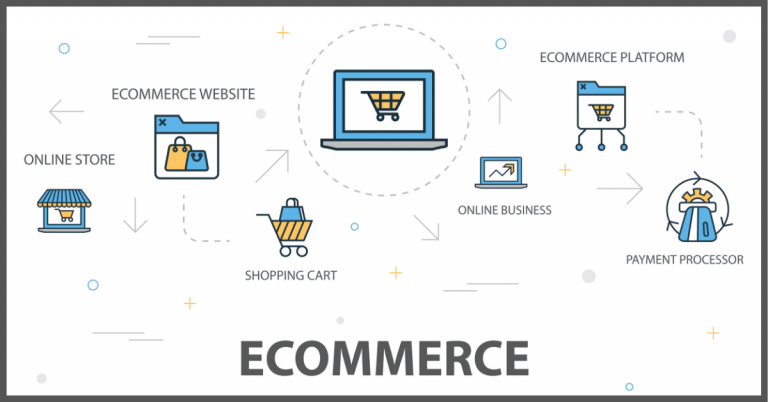 ECOMMERCE PLATFORM
ECOMMERCE WEBSITE
ONLINE STORE
ONLINE BUSINESS
PAYMENT PROCESSOR
SHOPPING CART
ECOMMERCE